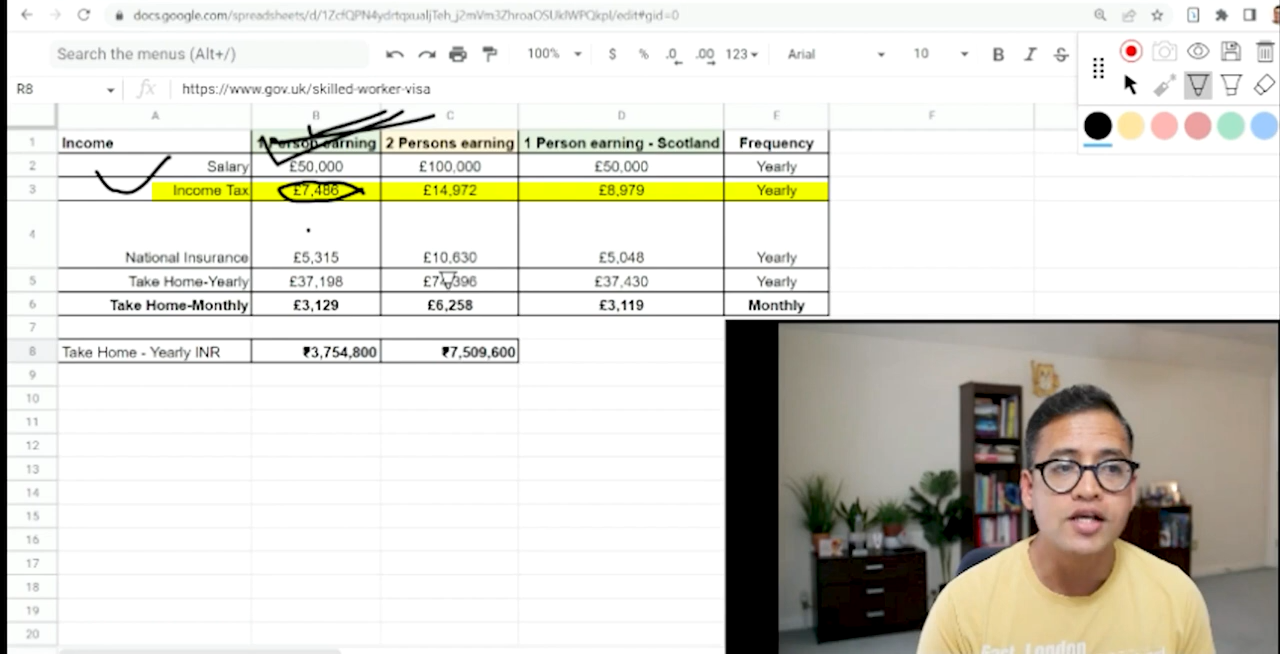 docs.google.com/spreadsheets/d/1ZcfQPN4ydrtqxualjTeh_j2mVm3ZhroaOSUklWPQkpI/edit#gid=0
Search the menus (Alt+/)
100% $ % .0 .00 123 Arial 10 B I S
R8 fx https://www.gov.uk/skilled-worker-visa
A B C D E F
1 Income 1 Person earning 2 Persons earning 1 Person earning - Scotland Frequency
2 Salary £50,000 £100,000 £50,000 Yearly
3 Income Tax £7,486 £14,972 £8,979 Yearly
4 National Insurance £5,315 £10,630 £5,048 Yearly
5 Take Home-Yearly £37,198 £37,430 Yearly
6 Take Home-Monthly £3,129 £6,258 £3,119 Monthly
7
8 Take Home - Yearly INR ₹3,754,800 ₹7,509,600
9
10
11
12
13
14
15
16
17
18
19
20
East London